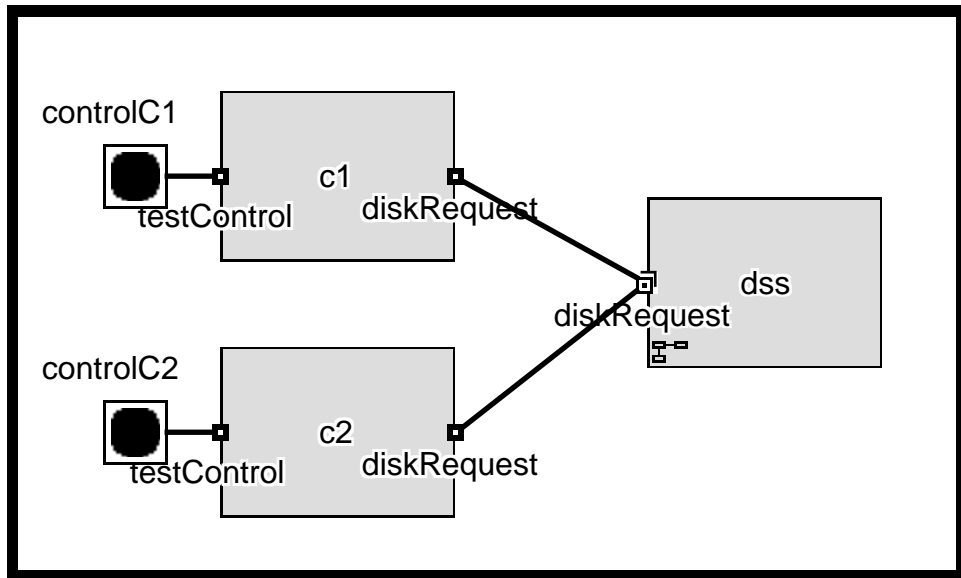 controlC1
c1
testControl
diskRequest
dss
diskRequest
controlC2
c2
testControl
diskRequest